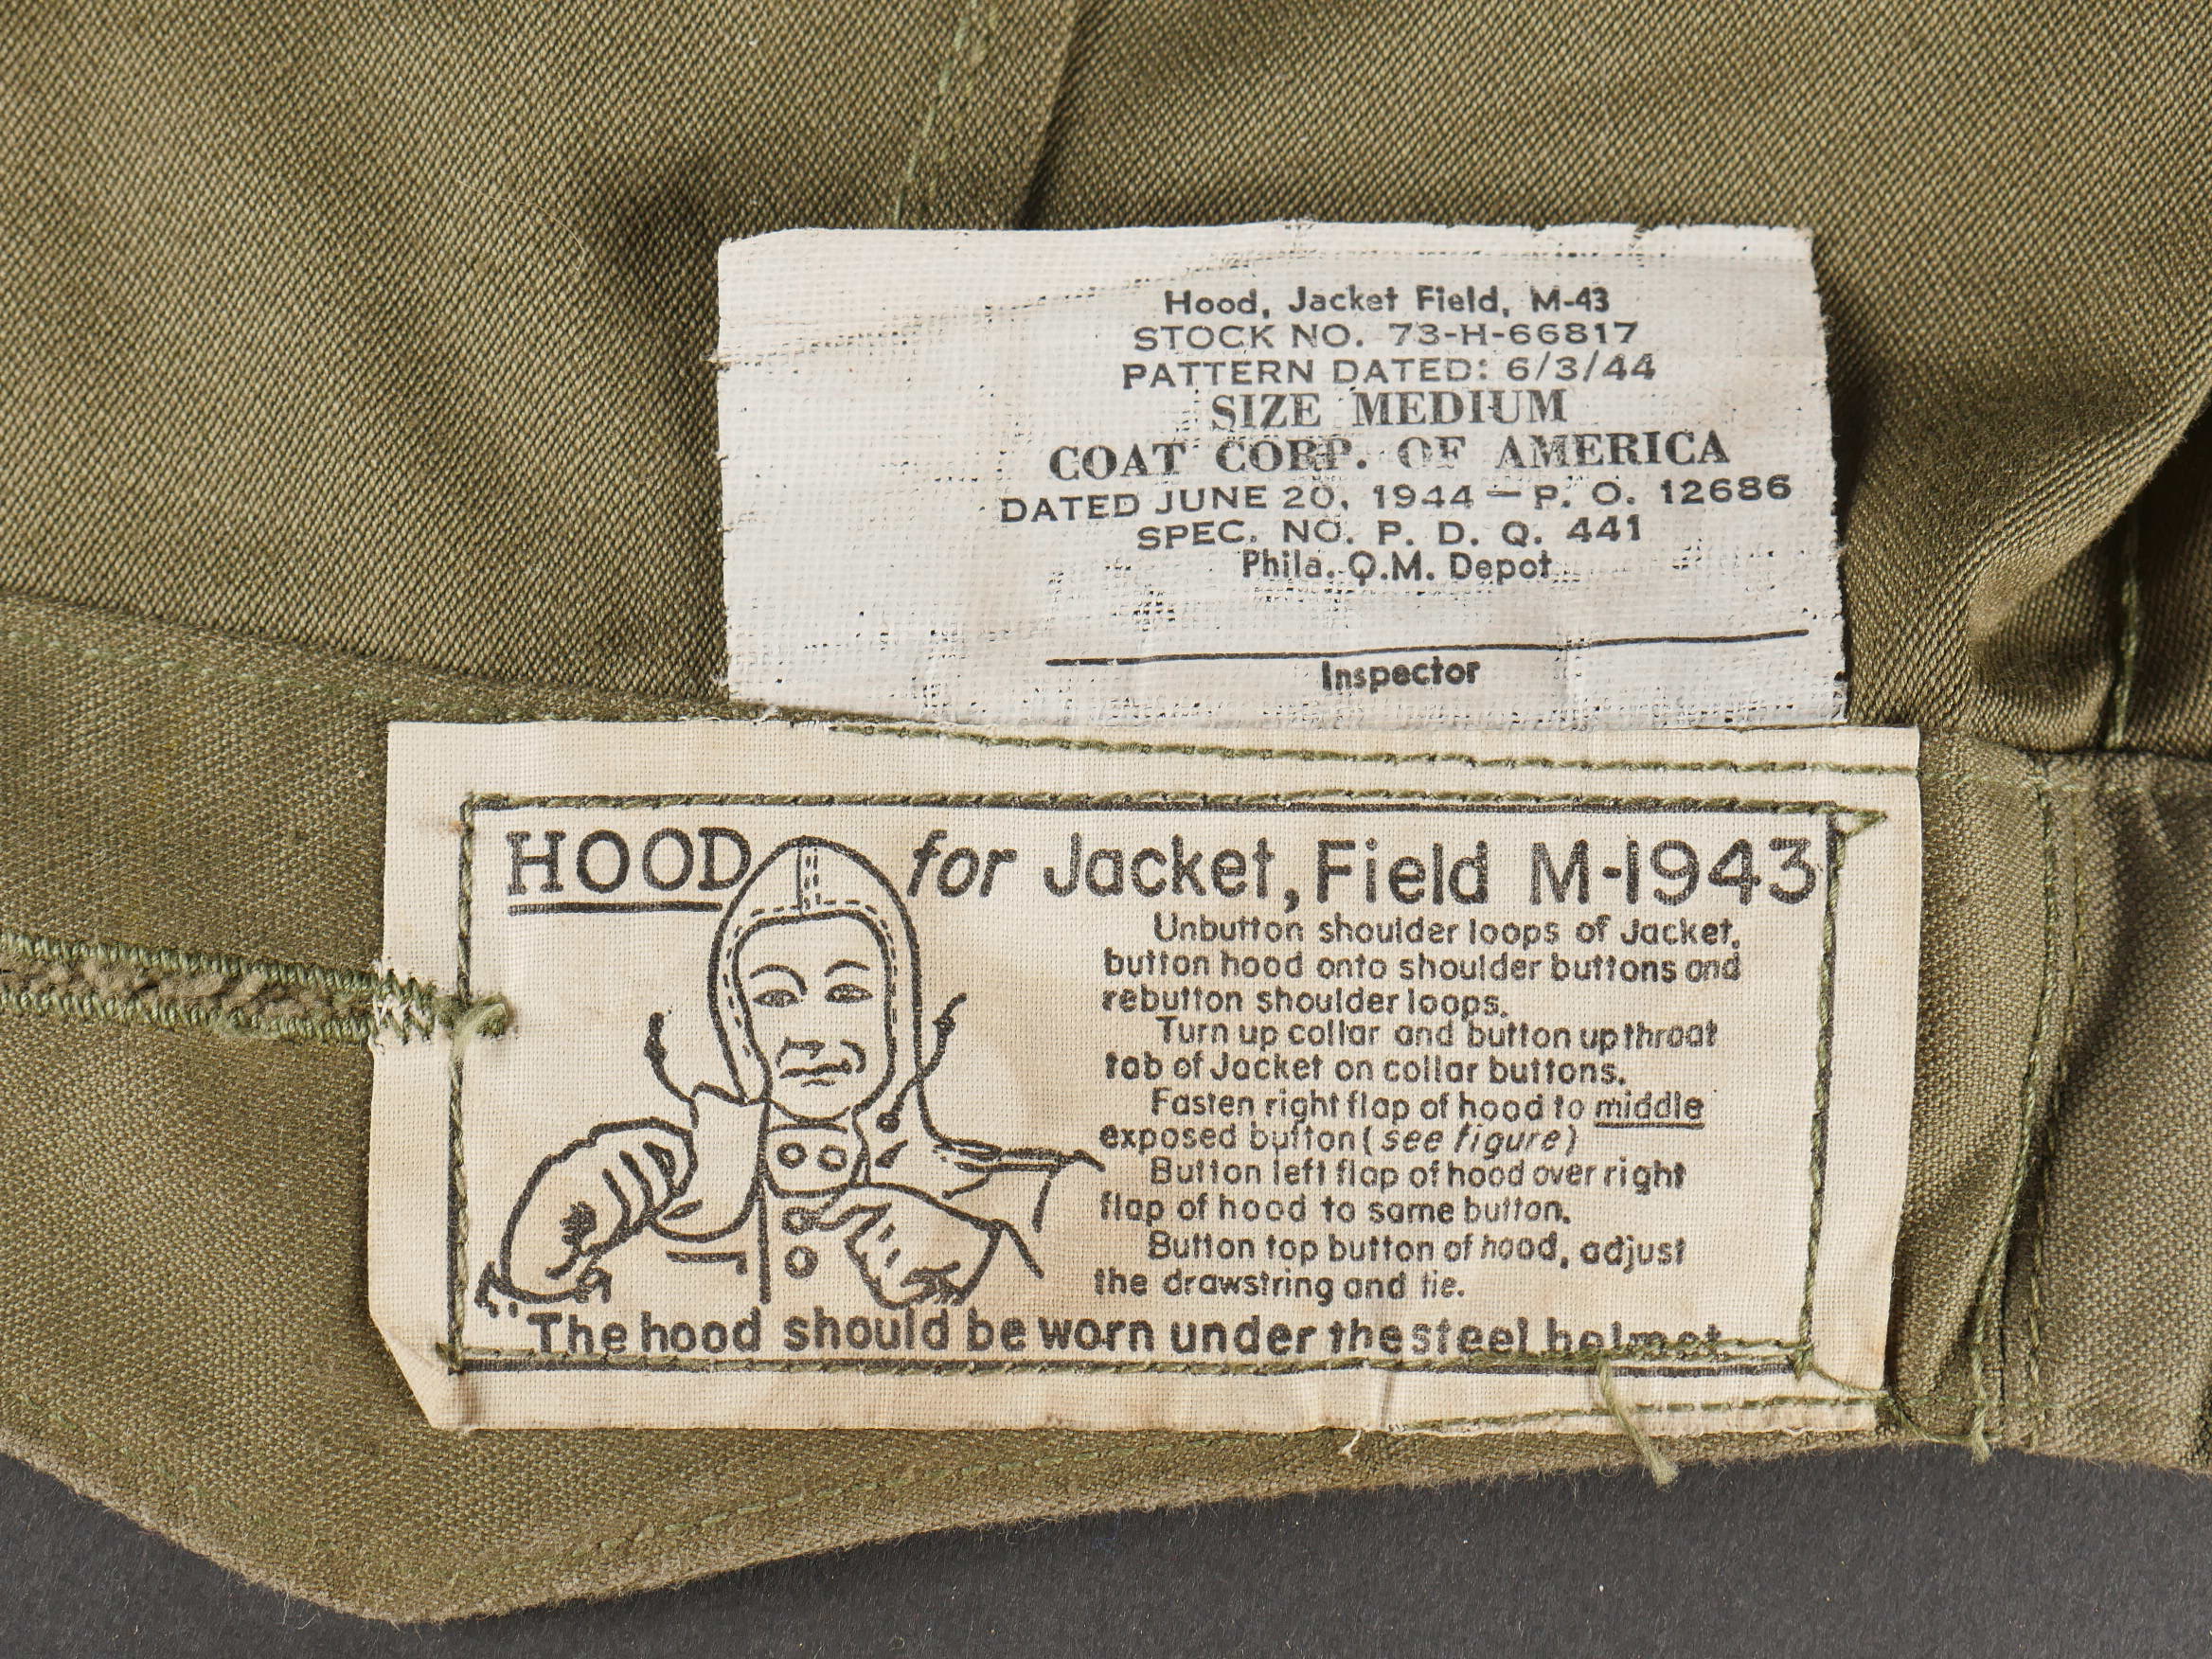 Hood, Jacket Field, M-43
STOCK NO. 73-H-66817
PATTERN DATED: 6/3/44
SIZE MEDIUM
COAT CORP. OF AMERICA
DATED JUNE 20, 1944 — P. O. 12686
SPEC. NO. P. D. Q. 441
Phila. Q.M. Depot
Inspector
HOOD for Jacket, Field M-1943
Unbutton shoulder loops of Jacket,
button hood onto shoulder buttons and
rebutton shoulder loops.
Turn up collar and button up throat
tab of Jacket on collar buttons.
Fasten right flap of hood to middle
exposed button (see figure)
Button left flap of hood over right
flap of hood to same button.
Button top button of hood, adjust
the drawstring and tie.
"The hood should be worn under the steel helmet